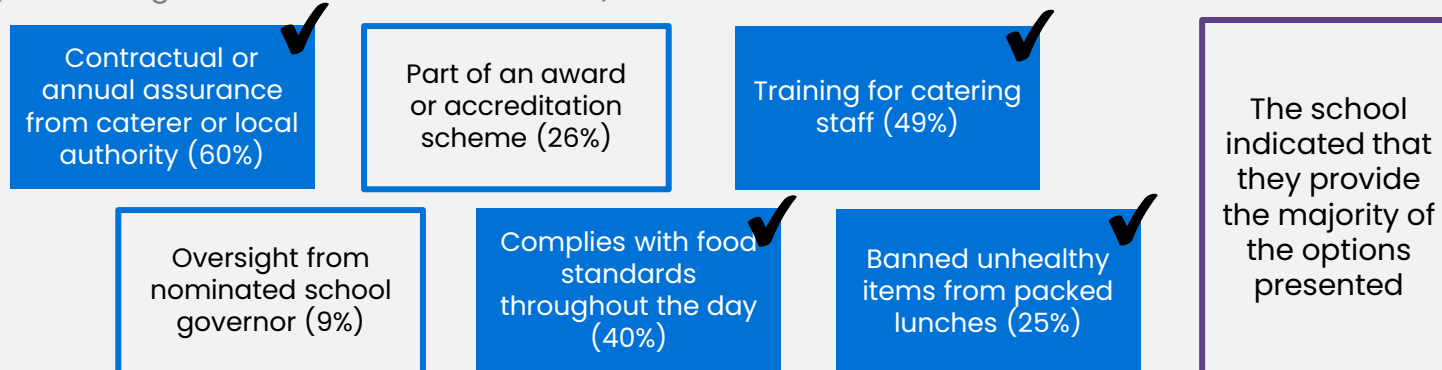 Contractual or
annual assurance
from caterer or local
authority (60%)
Part of an award
or accreditation
scheme (26%)
Training for catering
staff (49%)
Oversight from
nominated school
governor (9%)
Complies with food
standards
throughout the day
(40%)
Banned unhealthy
items from packed
lunches (25%)
The school
indicated that
they provide
the majority of
the options
presented